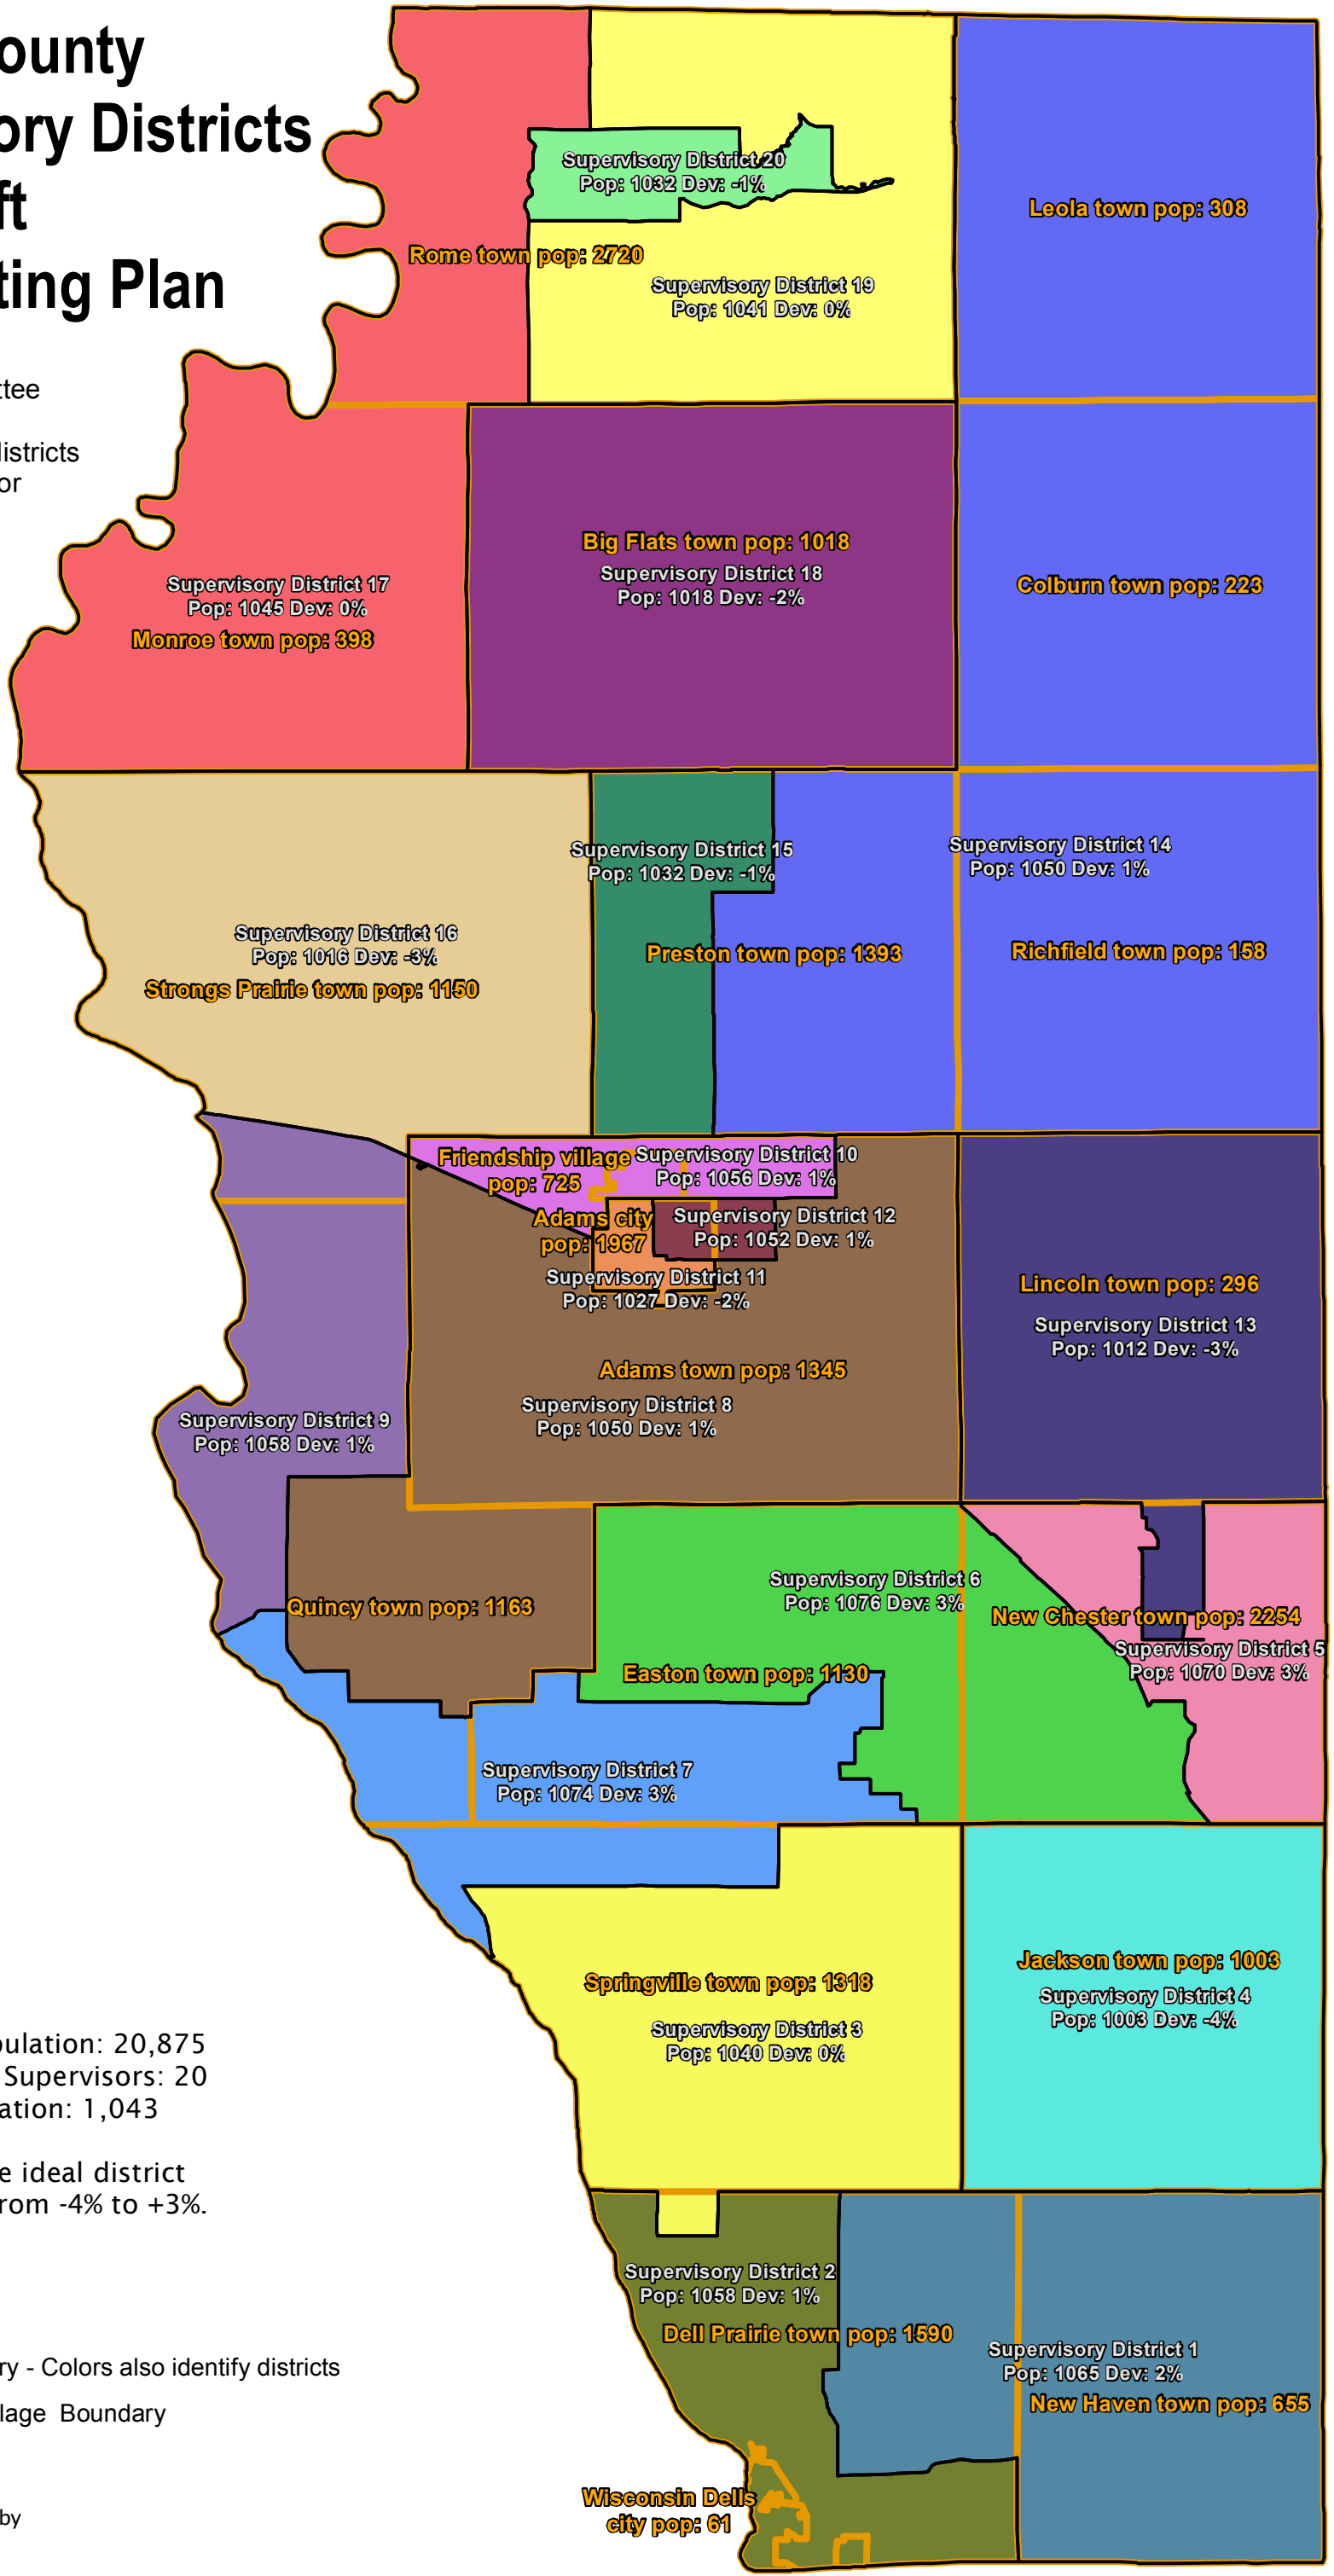 ounty
ory Districts
ft
ting Plan
ttee
listricts
or
Supervisory District 20
Pop: 1032 Dev: -1%
Leola town pop: 308
Rome town pop: 2720
Supervisory District 19
Pop: 1041 Dev: 0%
Big Flats town pop: 1018
Supervisory District 18
Pop: 1018 Dev: -2%
Colburn town pop: 223
Supervisory District 17
Pop: 1045 Dev: 0%
Monroe town pop: 398
Supervisory District 15
Pop: 1032 Dev: -1%
Supervisory District 14
Pop: 1050 Dev: 1%
Supervisory District 16
Pop: 1016 Dev: -3%
Strongs Prairie town pop: 1150
Preston town pop: 1393
Richfield town pop: 158
Friendship village
pop: 725
Supervisory District 10
Pop: 1056 Dev: 1%
Adams city
pop: 1967
Supervisory District 12
Pop: 1052 Dev: 1%
Supervisory District 11
Pop: 1027 Dev: -2%
Lincoln town pop: 296
Supervisory District 13
Pop: 1012 Dev: -3%
Adams town pop: 1345
Supervisory District 8
Pop: 1050 Dev: 1%
Supervisory District 9
Pop: 1058 Dev: 1%
Supervisory District 6
Pop: 1076 Dev: 3%
Quincy town pop: 1163
New Chester town pop: 2254
Supervisory District 5
Pop: 1070 Dev: 3%
Easton town pop: 1130
Supervisory District 7
Pop: 1074 Dev: 3%
Springville town pop: 1318
Supervisory District 3
Pop: 1040 Dev: 0%
Jackson town pop: 1003
Supervisory District 4
Pop: 1003 Dev: -4%
pulation: 20,875
Supervisors: 20
ation: 1,043
e ideal district
rom -4% to +3%.
Supervisory District 2
Pop: 1058 Dev: 1%
Dell Prairie town pop: 1590
Supervisory District 1
Pop: 1065 Dev: 2%
New Haven town pop: 655
ry - Colors also identify districts
lage Boundary
Wisconsin Dells
city pop: 61
by